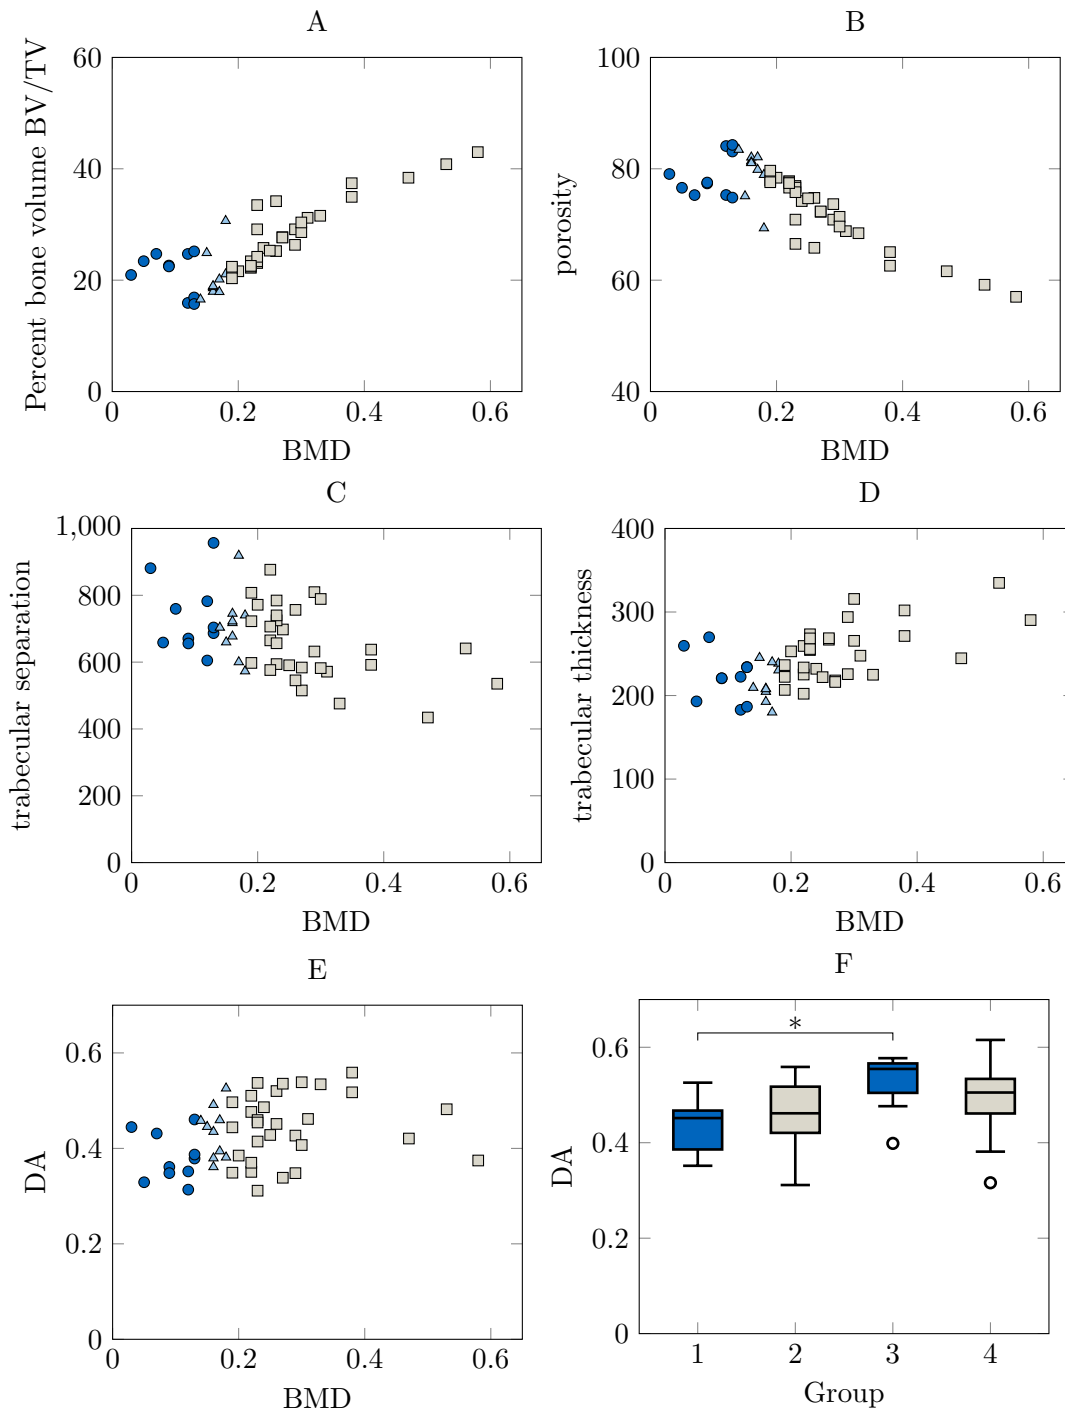 A
Percent bone volume BV/TV
60
40
20
0
0 0.2 0.4 0.6
BMD
B
porosity
100
80
60
40
0 0.2 0.4 0.6
BMD
C
trabecular separation
1,000
800
600
400
200
0
0 0.2 0.4 0.6
BMD
D
trabecular thickness
400
300
200
100
0
0 0.2 0.4 0.6
BMD
E
DA
0.6
0.4
0.2
0
0 0.2 0.4 0.6
BMD
F
DA
*
0.6
0.4
0.2
0
1 2 3 4
Group